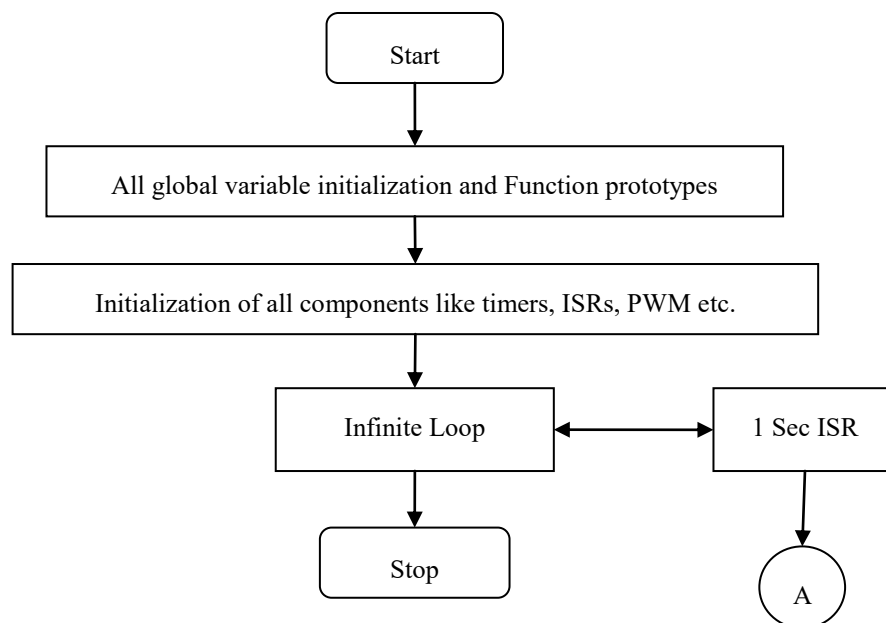 Start
All global variable initialization and Function prototypes
Initialization of all components like timers, ISRs, PWM etc.
Infinite Loop
1 Sec ISR
Stop
A